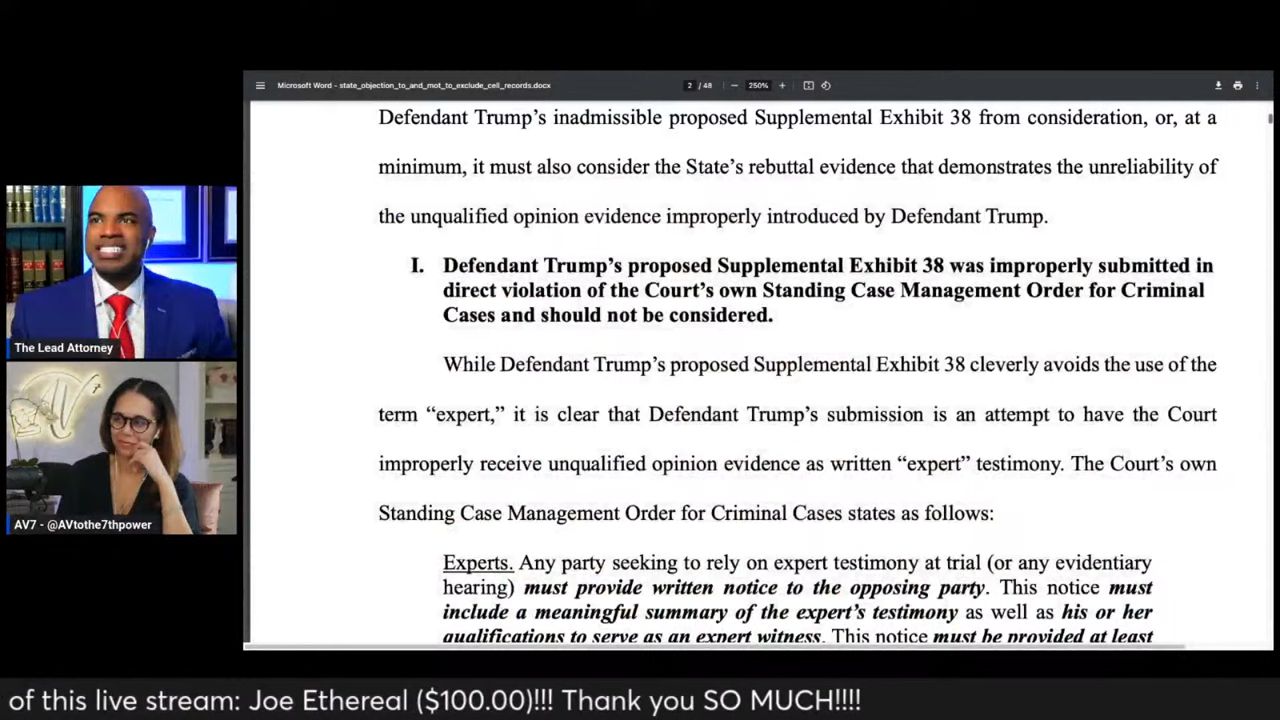 Microsoft Word - state_objection_to_and_mot_to_exclude_cell_records.docx
2 / 48
250%
Defendant Trump's inadmissible proposed Supplemental Exhibit 38 from consideration, or, at a
minimum, it must also consider the State's rebuttal evidence that demonstrates the unreliability of
the unqualified opinion evidence improperly introduced by Defendant Trump.
I. Defendant Trump's proposed Supplemental Exhibit 38 was improperly submitted in
direct violation of the Court's own Standing Case Management Order for Criminal
Cases and should not be considered.
While Defendant Trump's proposed Supplemental Exhibit 38 cleverly avoids the use of the
term “expert,” it is clear that Defendant Trump's submission is an attempt to have the Court
improperly receive unqualified opinion evidence as written “expert” testimony. The Court's own
Standing Case Management Order for Criminal Cases states as follows:
Experts. Any party seeking to rely on expert testimony at trial (or any evidentiary
hearing) must provide written notice to the opposing party. This notice must
include a meaningful summary of the expert's testimony as well as his or her
qualifications to serve as an expert witness. This notice must be provided at least
The Lead Attorney
AV7 - @AVtothe7thpower
of this live stream: Joe Ethereal ($100.00)!!! Thank you SO MUCH!!!!